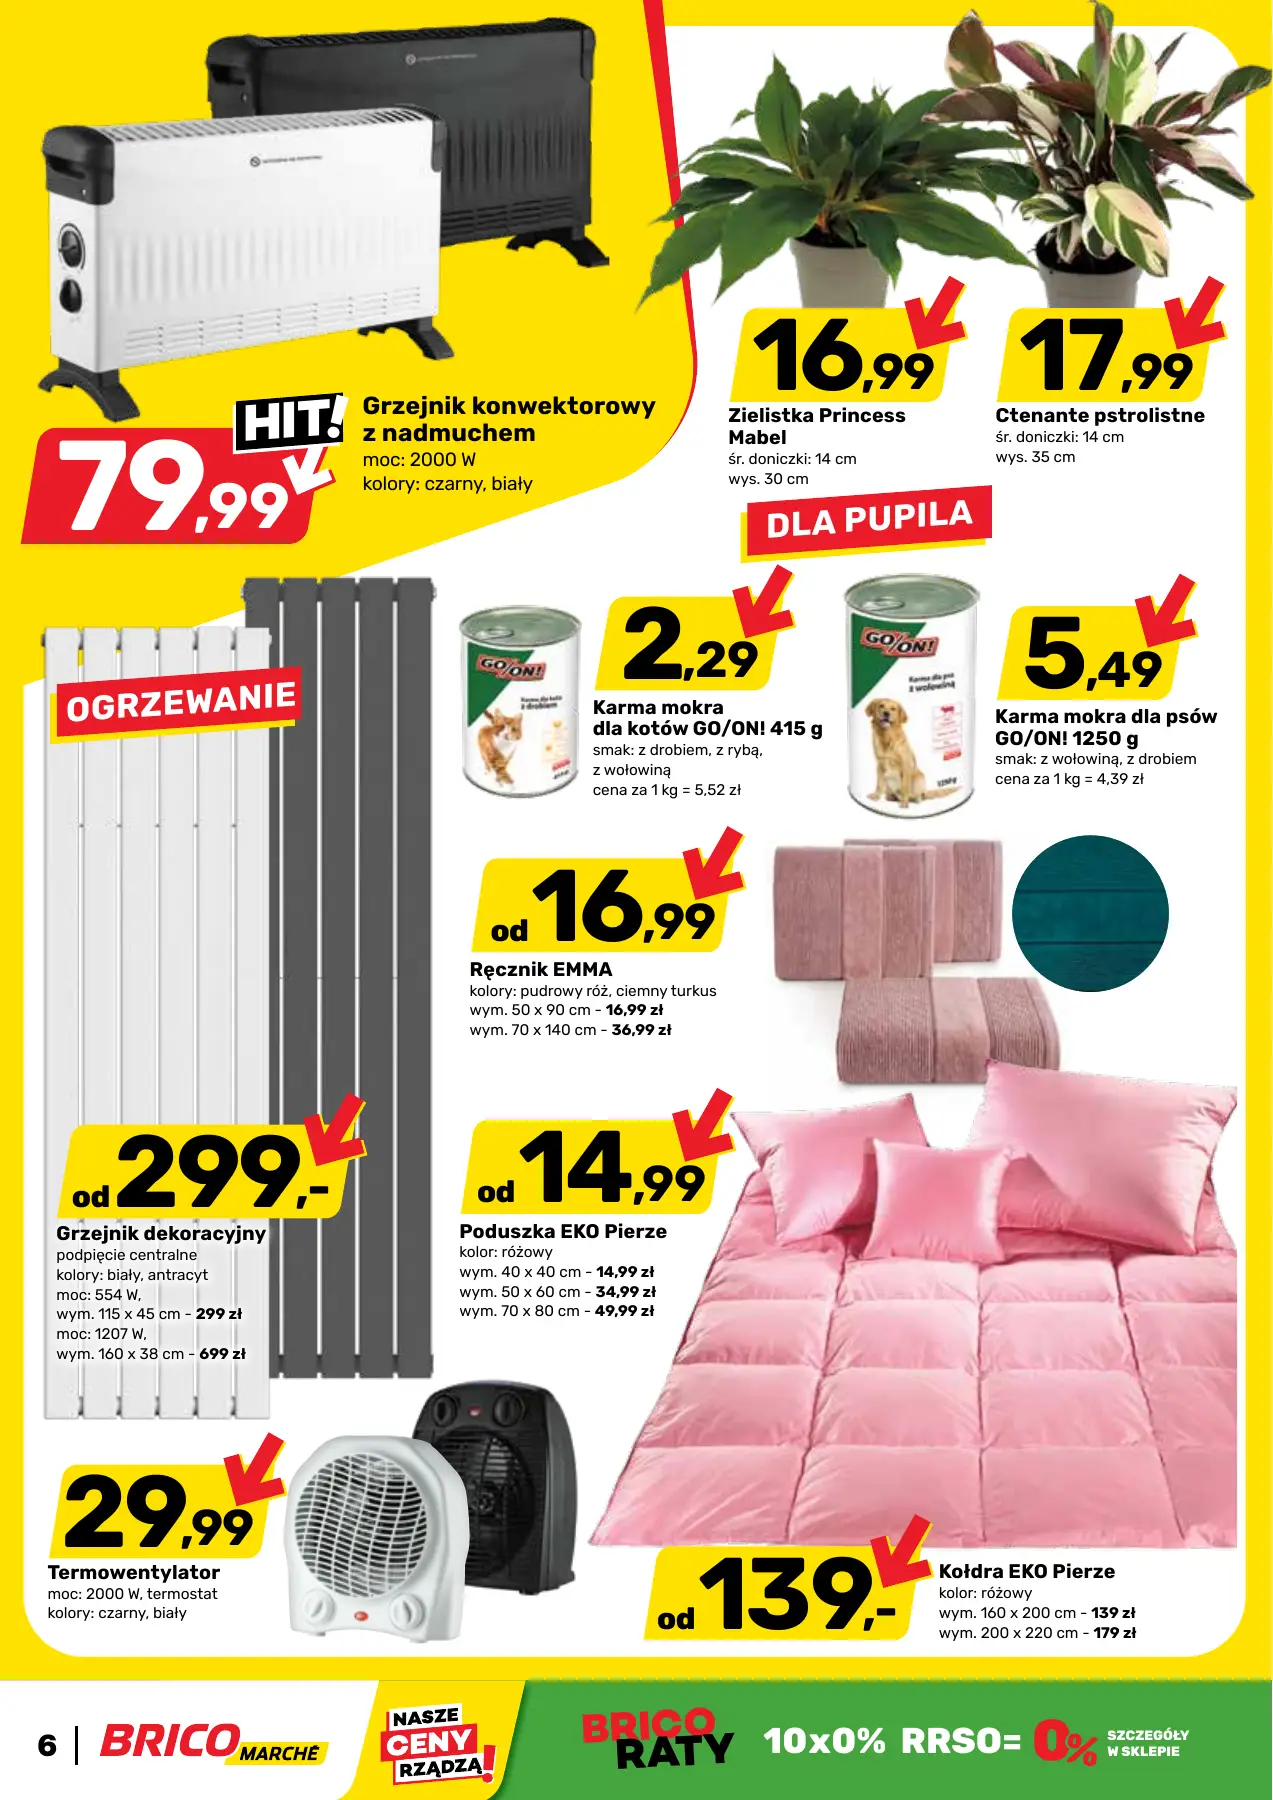 HIT!
79,99
Grzejnik konwektorowy
z nadmuchem
moc: 2000 W
kolory: czarny, biały
16,99
Zielistka Princess
Mabel
śr. doniczki: 14 cm
wys. 30 cm
17,99
Ctenante pstrolistne
śr. doniczki: 14 cm
wys. 35 cm
DLA PUPILA
OGRZEWANIE
GO/ON!
Karma dla kota
z drobiem
2,29
Karma mokra
dla kotów GO/ON! 415 g
smak: z drobiem, z rybą,
z wołowiną
cena za 1 kg = 5,52 zł
GO/ON!
Karma dla psa
z wołowiną
1250g
5,49
Karma mokra dla psów
GO/ON! 1250 g
smak: z wołowiną, z drobiem
cena za 1 kg = 4,39 zł
od 16,99
Ręcznik EMMA
kolory: pudrowy róż, ciemny turkus
wym. 50 x 90 cm - 16,99 zł
wym. 70 x 140 cm - 36,99 zł
od 299,-
Grzejnik dekoracyjny
podpięcie centralne
kolory: biały, antracyt
moc: 554 W,
wym. 115 x 45 cm - 299 zł
moc: 1207 W,
wym. 160 x 38 cm - 699 zł
od 14,99
Poduszka EKO Pierze
kolor: różowy
wym. 40 x 40 cm - 14,99 zł
wym. 50 x 60 cm - 34,99 zł
wym. 70 x 80 cm - 49,99 zł
29,99
Termowentylator
moc: 2000 W, termostat
kolory: czarny, biały
od 139,-
Kołdra EKO Pierze
kolor: różowy
wym. 160 x 200 cm - 139 zł
wym. 200 x 220 cm - 179 zł
6
BRICO
MARCHÉ
NASZE
CENY
RZĄDZĄ!
BRICO
RATY
10x0% RRSO= 0%
SZCZEGÓŁY
W SKLEPIE